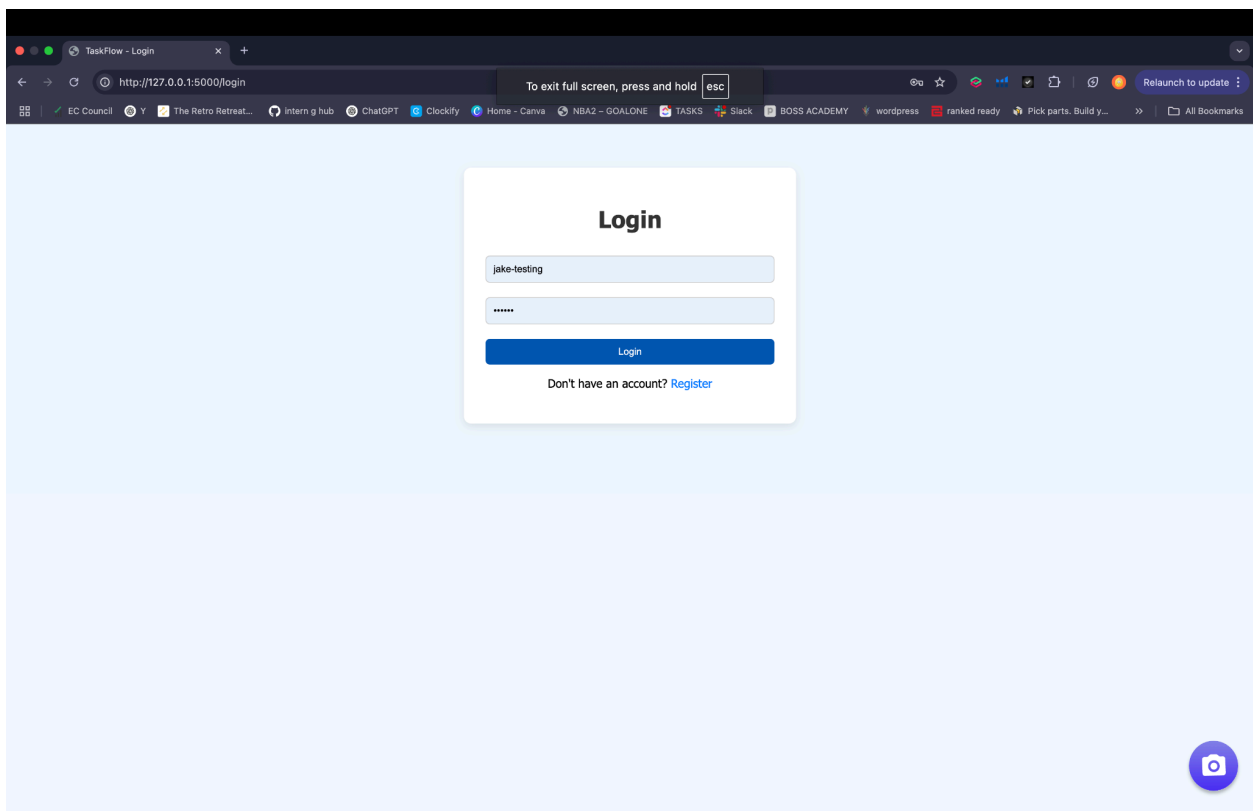 TaskFlow - Login
http://127.0.0.1:5000/login
To exit full screen, press and hold esc
Relaunch to update
EC Council Y The Retro Retreat... intern g hub ChatGPT Clockify Home - Canva NBA2 – GOALONE TASKS Slack BOSS ACADEMY wordpress ranked ready Pick parts. Build y... » All Bookmarks
Login
jake-testing
••••••
Login
Don't have an account? Register